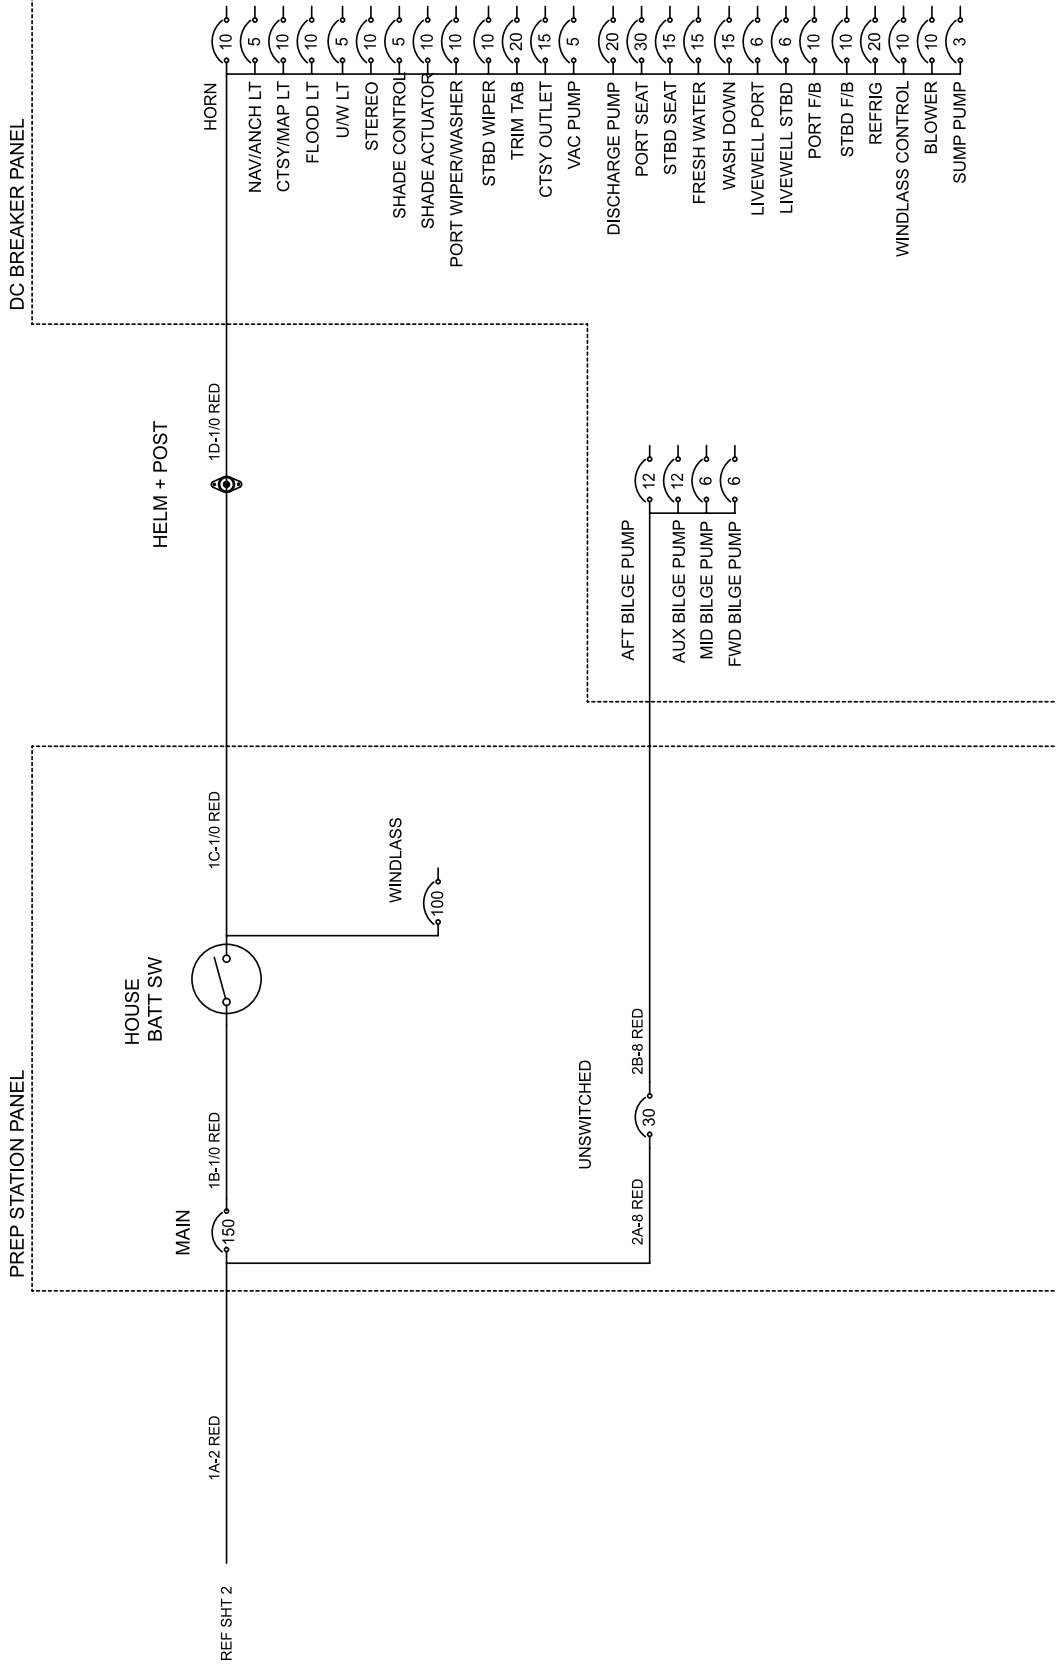 DC BREAKER PANEL
10
HORN
5
NAV/ANCH LT
10
CTSY/MAP LT
10
FLOOD LT
5
U/W LT
10
STEREO
5
SHADE CONTROL
10
SHADE ACTUATOR
10
PORT WIPER/WASHER
10
STBD WIPER
20
TRIM TAB
15
CTSY OUTLET
5
VAC PUMP
20
DISCHARGE PUMP
30
PORT SEAT
15
STBD SEAT
15
FRESH WATER
15
WASH DOWN
6
LIVEWELL PORT
6
LIVEWELL STBD
10
PORT F/B
10
STBD F/B
20
REFRIG
10
WINDLASS CONTROL
10
BLOWER
3
SUMP PUMP
1D-1/0 RED
HELM + POST
12
AFT BILGE PUMP
12
AUX BILGE PUMP
6
MID BILGE PUMP
6
FWD BILGE PUMP
PREP STATION PANEL
1C-1/0 RED
WINDLASS
100
HOUSE
BATT SW
1B-1/0 RED
MAIN
150
UNSWITCHED
30
2B-8 RED
2A-8 RED
1A-2 RED
REF SHT 2